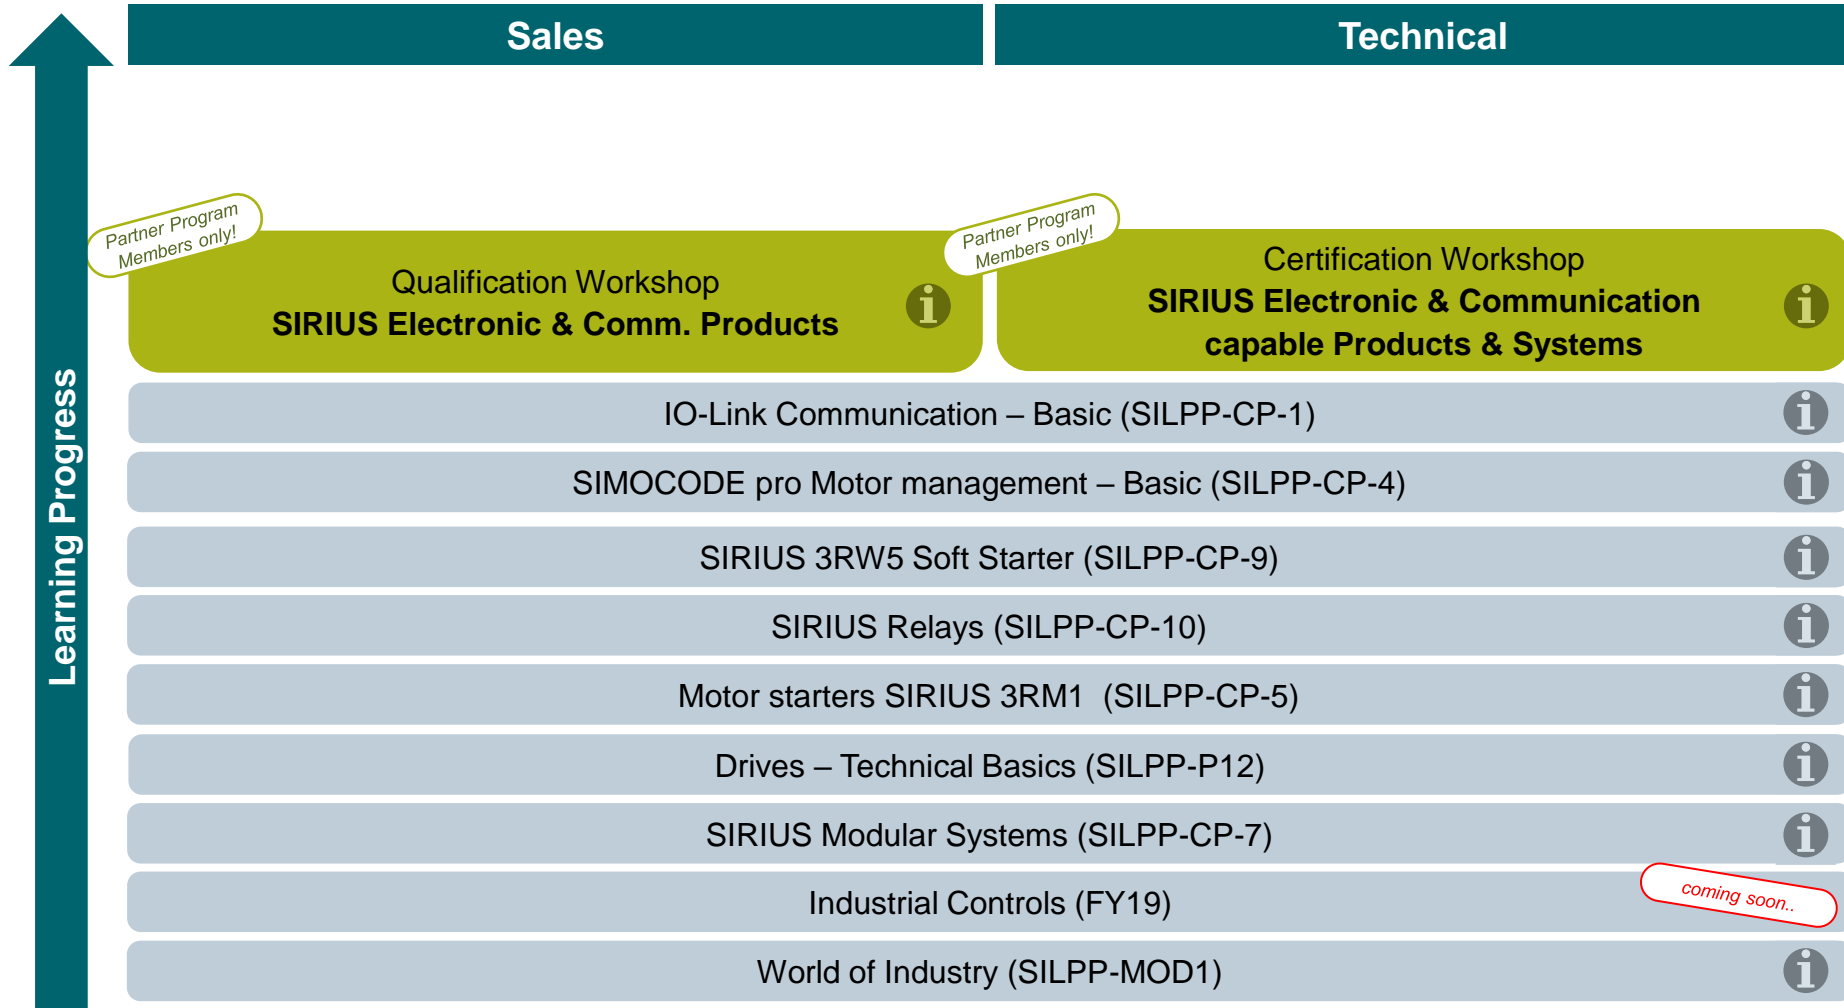 Sales
Technical
Learning Progress
Partner Program
Members only!
Qualification Workshop
SIRIUS Electronic & Comm. Products
i
Partner Program
Members only!
Certification Workshop
SIRIUS Electronic & Communication
capable Products & Systems
i
IO-Link Communication – Basic (SILPP-CP-1)
i
SIMOCODE pro Motor management – Basic (SILPP-CP-4)
i
SIRIUS 3RW5 Soft Starter (SILPP-CP-9)
i
SIRIUS Relays (SILPP-CP-10)
i
Motor starters SIRIUS 3RM1  (SILPP-CP-5)
i
Drives – Technical Basics (SILPP-P12)
i
SIRIUS Modular Systems (SILPP-CP-7)
i
Industrial Controls (FY19)
coming soon..
World of Industry (SILPP-MOD1)
i